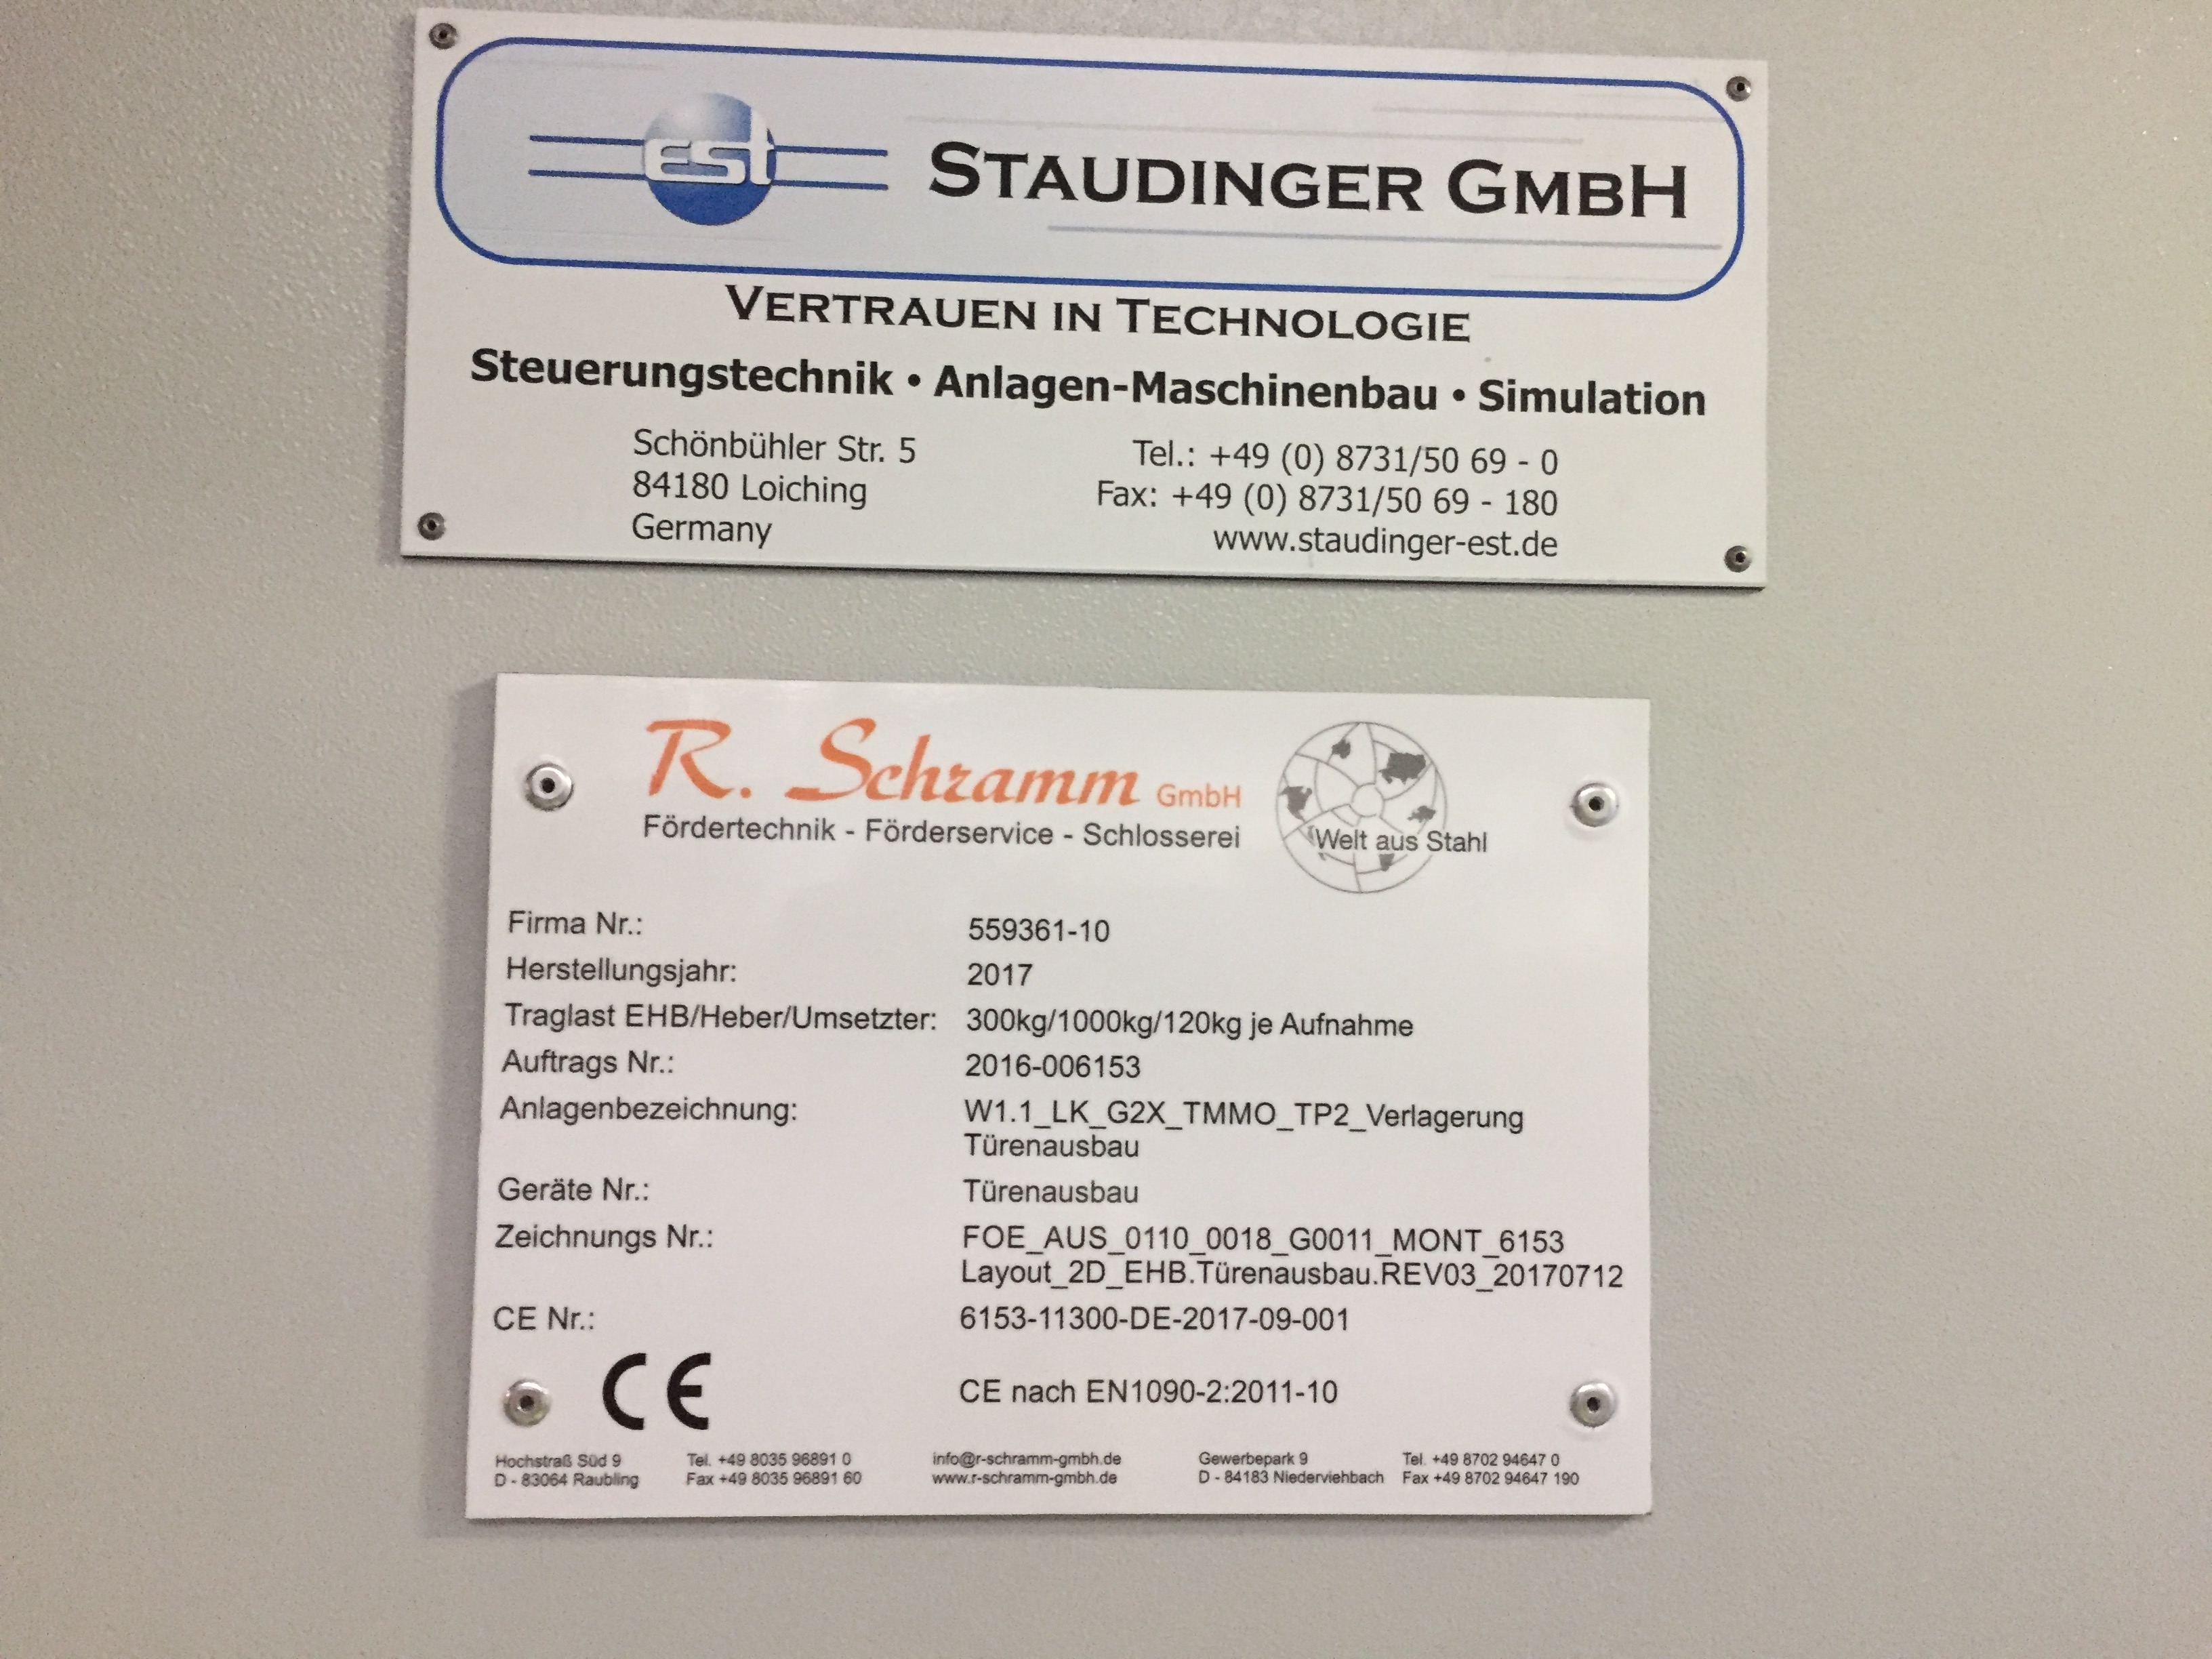 est STAUDINGER GMBH
VERTRAUEN IN TECHNOLOGIE
Steuerungstechnik • Anlagen-Maschinenbau • Simulation
Schönbühler Str. 5
84180 Loiching
Germany
Tel.: +49 (0) 8731/50 69 - 0
Fax: +49 (0) 8731/50 69 - 180
www.staudinger-est.de
R. Schramm GmbH
Fördertechnik - Förderservice - Schlosserei
Welt aus Stahl
Firma Nr.: 559361-10
Herstellungsjahr: 2017
Traglast EHB/Heber/Umsetzter: 300kg/1000kg/120kg je Aufnahme
Auftrags Nr.: 2016-006153
Anlagenbezeichnung: W1.1_LK_G2X_TMMO_TP2_Verlagerung
Türenausbau
Geräte Nr.: Türenausbau
Zeichnungs Nr.: FOE_AUS_0110_0018_G0011_MONT_6153
Layout_2D_EHB.Türenausbau.REV03_20170712
CE Nr.: 6153-11300-DE-2017-09-001
CE CE nach EN1090-2:2011-10
Hochstraß Süd 9
D - 83064 Raubling
Tel. +49 8035 96891 0
Fax +49 8035 96891 60
info@r-schramm-gmbh.de
www.r-schramm-gmbh.de
Gewerbepark 9
D - 84183 Niederviehbach
Tel. +49 8702 94647 0
Fax +49 8702 94647 190